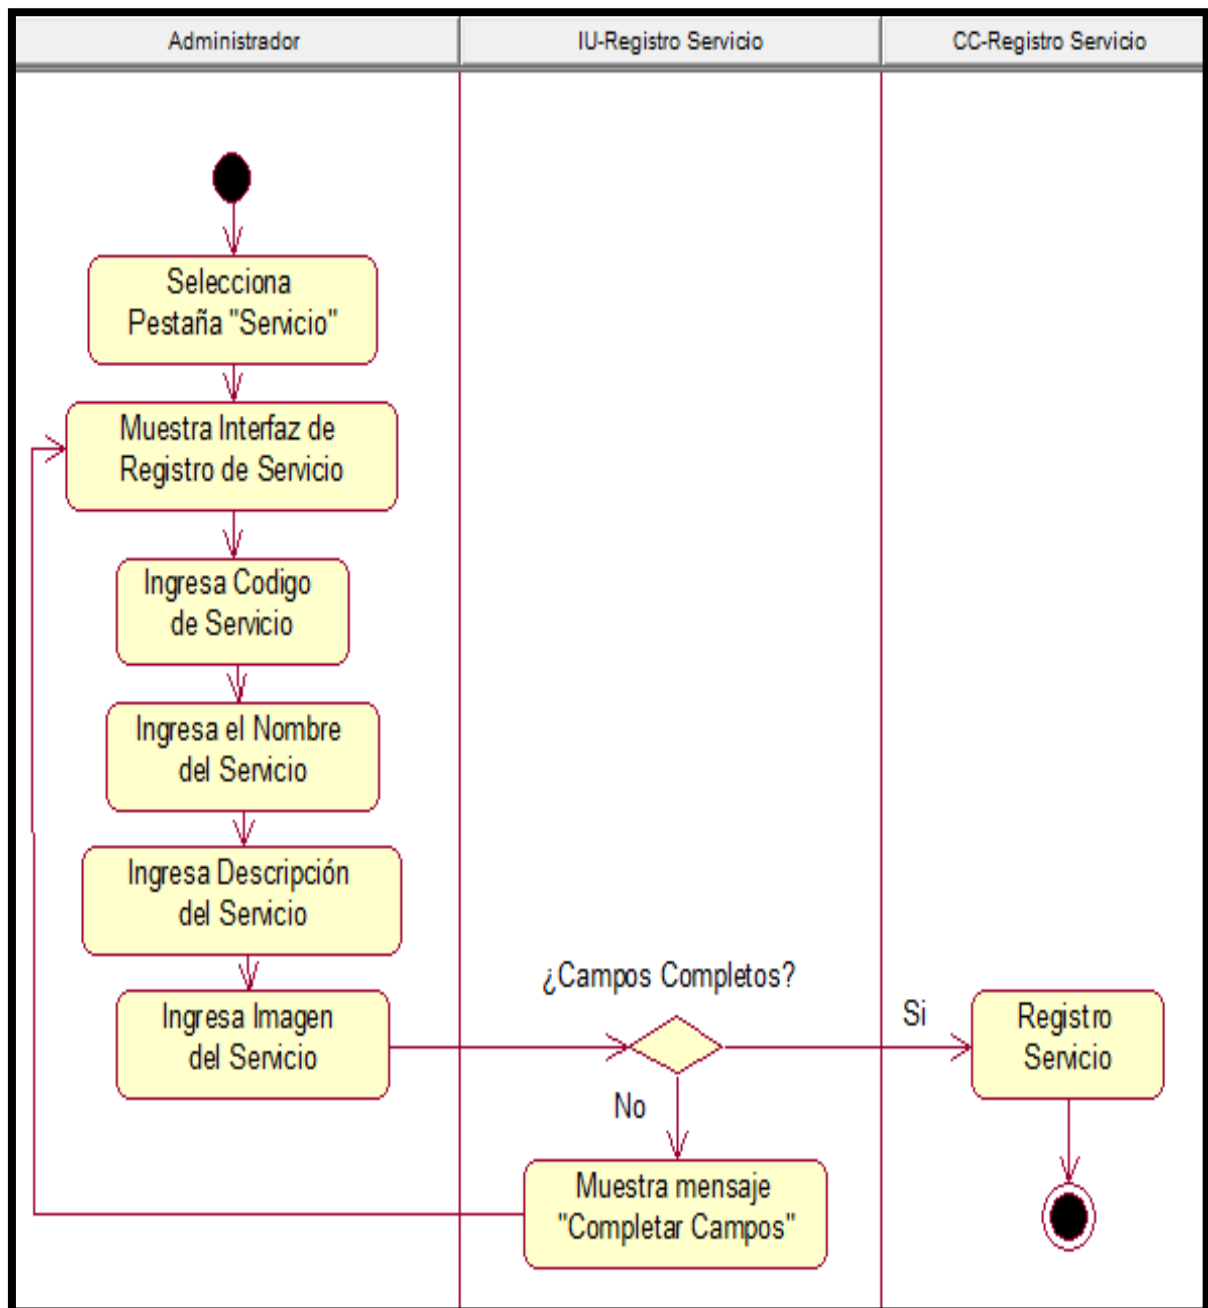 Administrador
IU-Registro Servicio
CC-Registro Servicio
Selecciona
Pestaña "Servicio"
Muestra Interfaz de
Registro de Servicio
Ingresa Codigo
de Servicio
Ingresa el Nombre
del Servicio
Ingresa Descripción
del Servicio
Ingresa Imagen
del Servicio
¿Campos Completos?
Si
Registro
Servicio
No
Muestra mensaje
"Completar Campos"